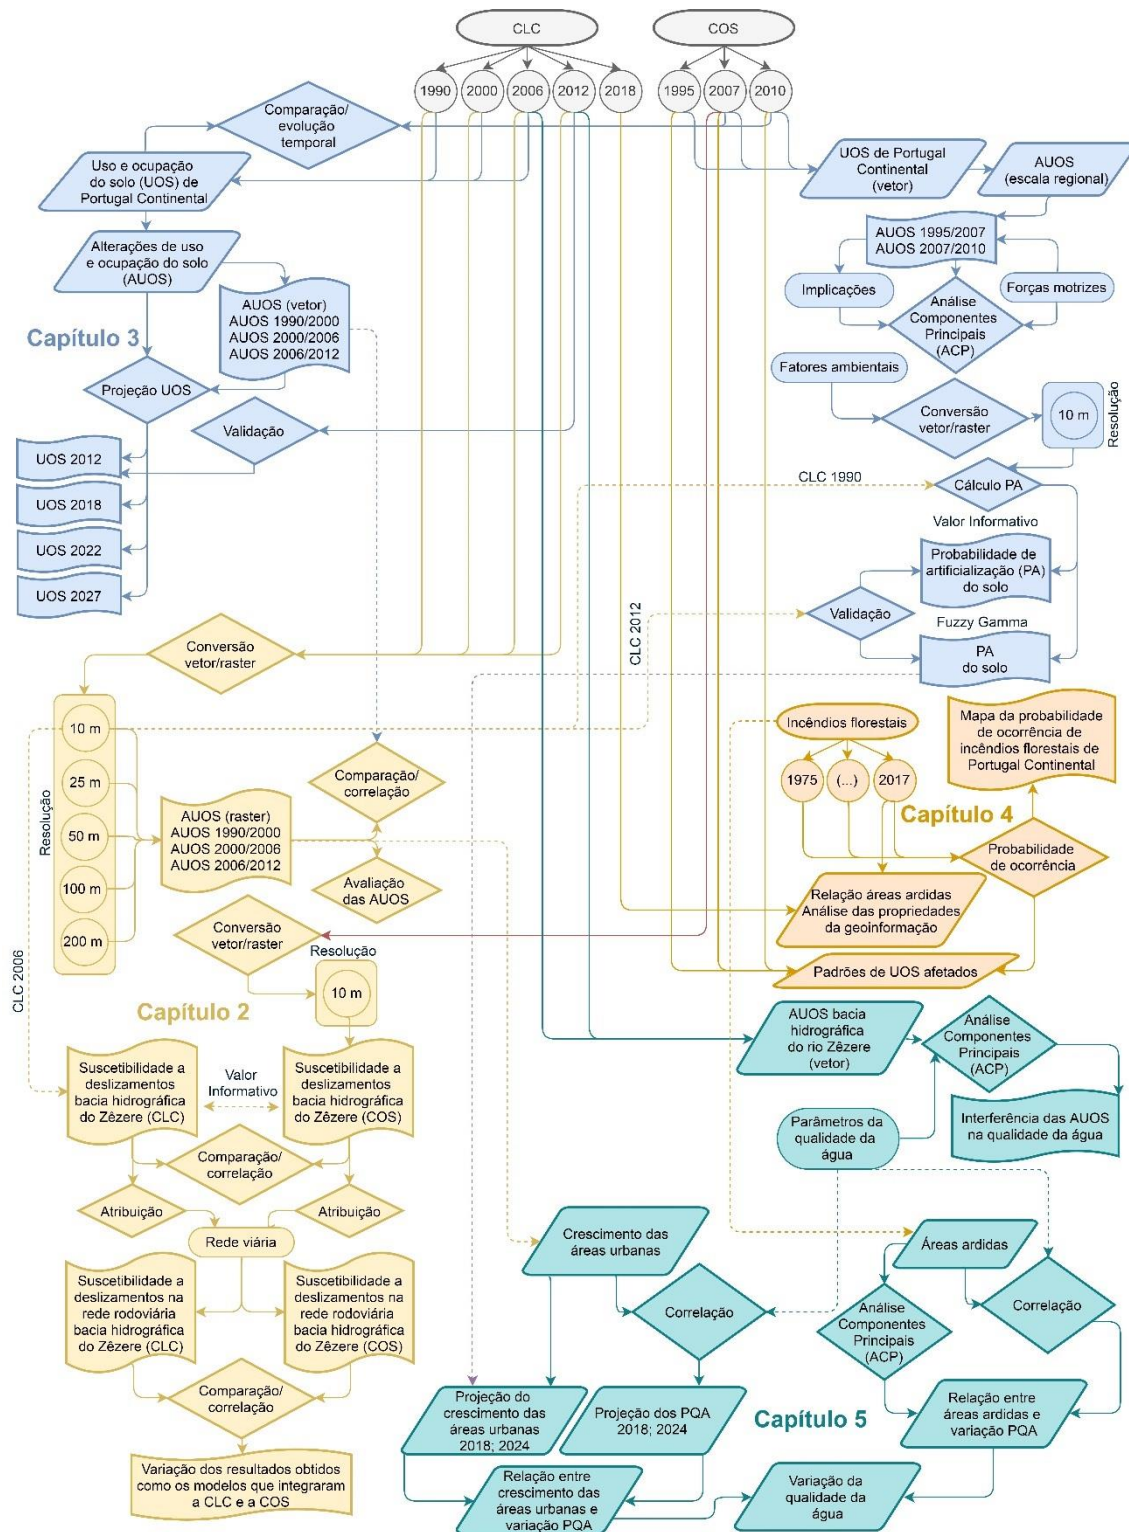 CLC
COS
1990
2000
2006
2012
2018
1995
2007
2010
Comparação/
evolução
temporal
Uso e ocupação
do solo (UOS) de
Portugal Continental
UOS de Portugal
Continental
(vetor)
AUOS
(escala regional)
Alterações de uso
e ocupação do solo
(AUOS)
AUOS 1995/2007
AUOS 2007/2010
AUOS (vetor)
AUOS 1990/2000
AUOS 2000/2006
AUOS 2006/2012
Implicações
Forças motrizes
Análise
Componentes
Principais
(ACP)
Capítulo 3
Projeção UOS
Fatores ambientais
Validação
Conversão
vetor/raster
10 m
Resolução
UOS 2012
UOS 2018
UOS 2022
UOS 2027
CLC 1990
Cálculo PA
Valor Informativo
Probabilidade de
artificialização (PA)
do solo
Validação
Fuzzy Gamma
PA
do solo
CLC 2012
Conversão
vetor/raster
Resolução
10 m
25 m
50 m
100 m
200 m
AUOS (raster)
AUOS 1990/2000
AUOS 2000/2006
AUOS 2006/2012
Comparação/
correlação
Avaliação
das AUOS
Incêndios florestais
1975
(...)
2017
Mapa da probabilidade
de ocorrência de
incêndios florestais de
Portugal Continental
Capítulo 4
Probabilidade
de ocorrência
Relação áreas ardidas
Análise das propriedades
da geoinformação
Padrões de UOS afetados
Conversão
vetor/raster
Resolução
10 m
CLC 2006
Capítulo 2
Suscetibilidade a
deslizamentos
bacia hidrográfica
do Zêzere (CLC)
Valor
Informativo
Suscetibilidade a
deslizamentos
bacia hidrográfica
do Zêzere (COS)
Comparação/
correlação
Atribuição
Atribuição
Rede viária
Suscetibilidade a
deslizamentos na
rede rodoviária
bacia hidrográfica
do Zêzere (CLC)
Suscetibilidade a
deslizamentos na
rede rodoviária
bacia hidrográfica
do Zêzere (COS)
Comparação/
correlação
Variação dos resultados obtidos
como os modelos que integraram
a CLC e a COS
AUOS bacia
hidrográfica
do rio Zêzere
(vetor)
Análise
Componentes
Principais
(ACP)
Parâmetros da
qualidade da
água
Interferência das AUOS
na qualidade da água
Crescimento das
áreas urbanas
Correlação
Áreas ardidas
Análise
Componentes
Principais
(ACP)
Correlação
Projeção do
crescimento das
áreas urbanas
2018; 2024
Projeção dos PQA
2018; 2024
Capítulo 5
Relação entre
áreas ardidas e
variação PQA
Relação entre
crescimento das
áreas urbanas e
variação PQA
Variação da
qualidade da
água